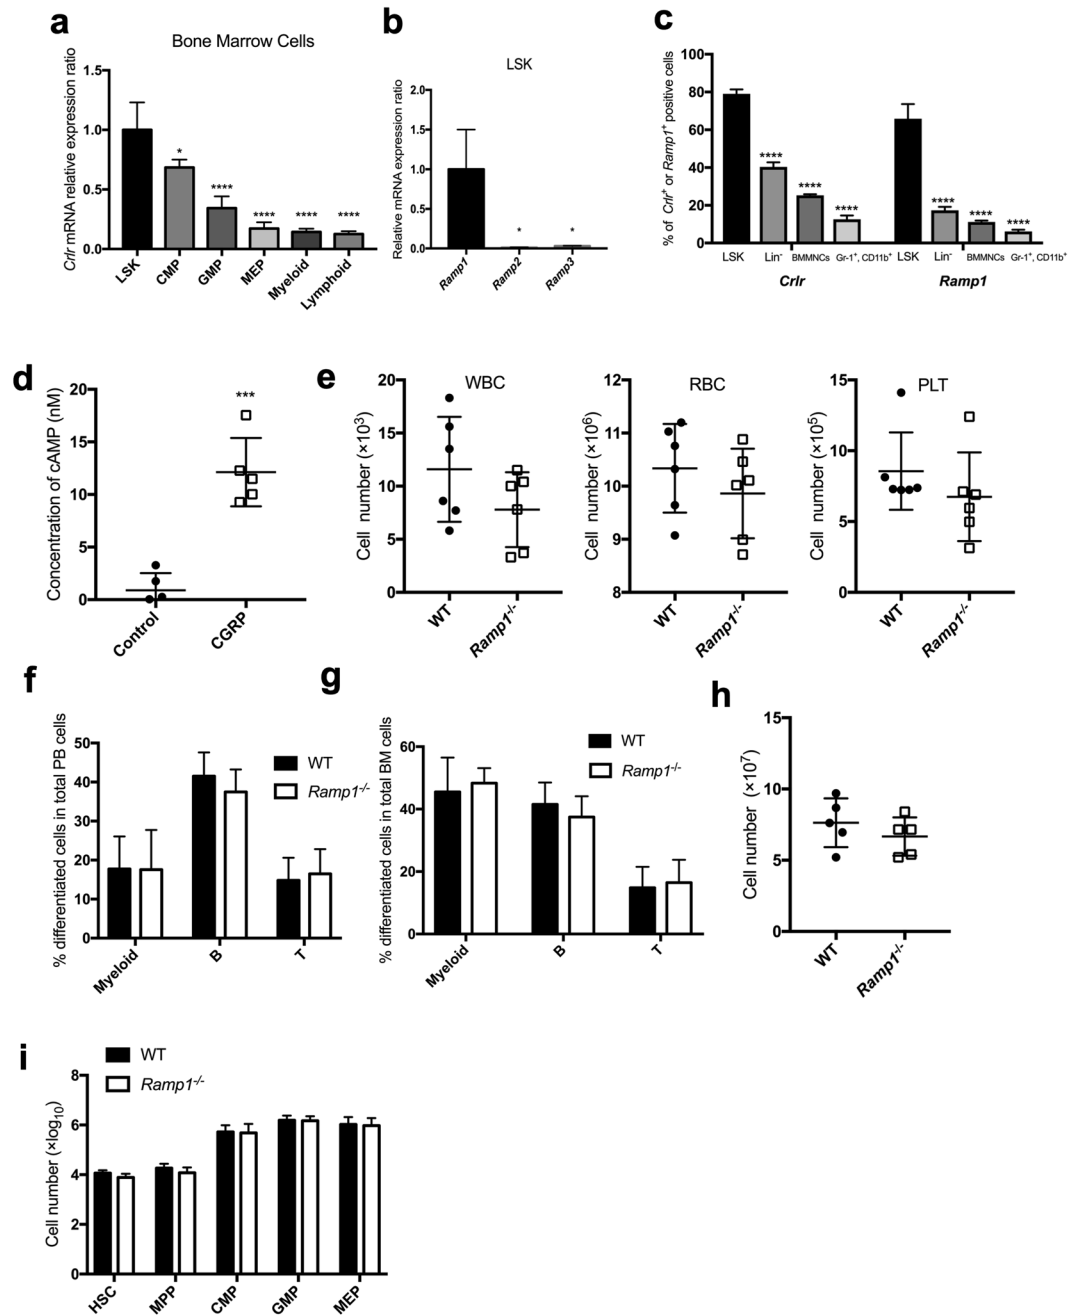 a
Bone Marrow Cells
Crlr mRNA relative expression ratio
1.5
1.0
0.5
0.0
*
****
****
****
****
LSK
CMP
GMP
MEP
Myeloid
Lymphoid
b
LSK
Relative mRNA expression ratio
2.0
1.5
1.0
0.5
0.0
*
*
Ramp1
Ramp2
Ramp3
c
% of Crlr+ or Ramp1+ positive cells
100
80
60
40
20
0
****
****
****
****
****
****
LSK Lin- BMMNCs Gr-1+, CD11b+ LSK Lin- BMMNCs Gr-1+, CD11b+
Crlr Ramp1
d
Concentration of cAMP (nM)
20
15
10
5
0
***
Control
CGRP
e
WBC
Cell number (×10³)
20
15
10
5
0
WT
Ramp1-/-
RBC
Cell number (×10⁶)
12
11
10
9
8
WT
Ramp1-/-
PLT
Cell number (×10⁵)
15
10
5
0
WT
Ramp1-/-
f
% differentiated cells in total PB cells
50
40
30
20
10
0
WT
Ramp1-/-
Myeloid
B
T
g
% differentiated cells in total BM cells
60
40
20
0
WT
Ramp1-/-
Myeloid
B
T
h
Cell number (×10⁷)
15
10
5
0
WT
Ramp1-/-
i
WT
Ramp1-/-
Cell number (×log10)
8
6
4
2
0
HSC
MPP
CMP
GMP
MEP